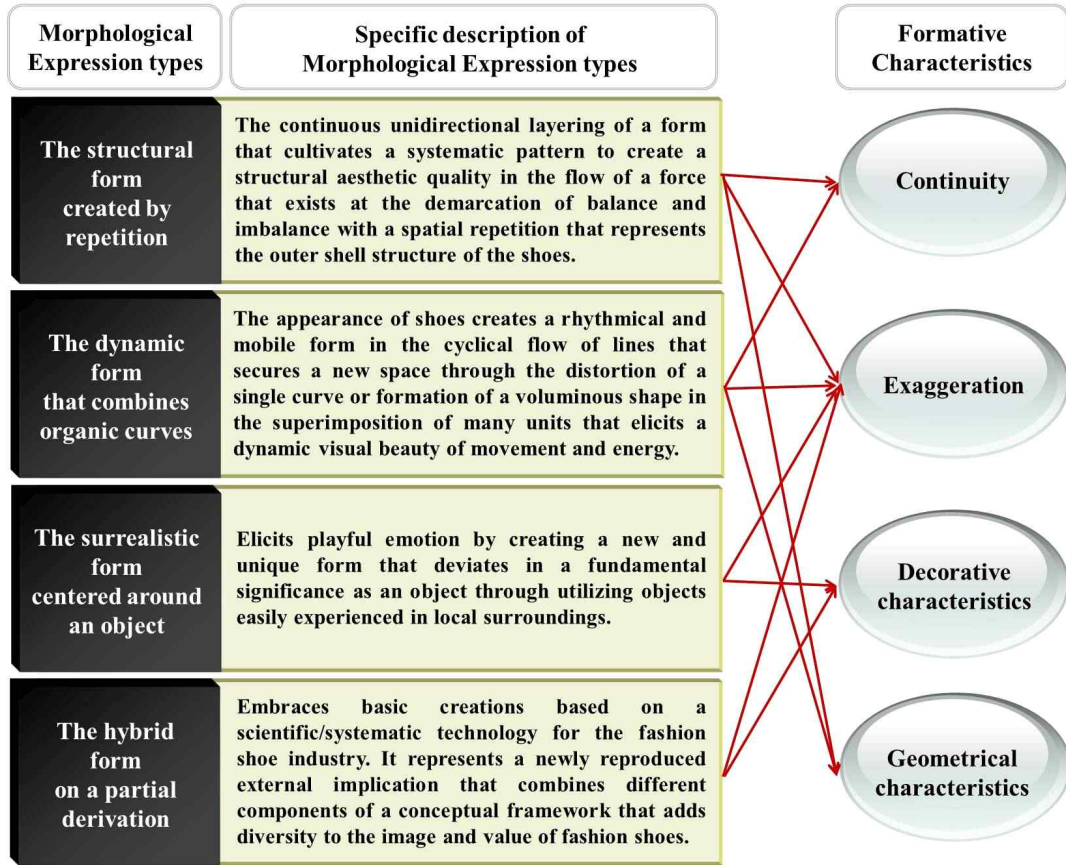 Morphological
Expression types
Specific description of
Morphological Expression types
Formative
Characteristics
The structural
form
created by
repetition
The continuous unidirectional layering of a form
that cultivates a systematic pattern to create a
structural aesthetic quality in the flow of a force
that exists at the demarcation of balance and
imbalance with a spatial repetition that represents
the outer shell structure of the shoes.
Continuity
The dynamic
form
that combines
organic curves
The appearance of shoes creates a rhythmical and
mobile form in the cyclical flow of lines that
secures a new space through the distortion of a
single curve or formation of a voluminous shape in
the superimposition of many units that elicits a
dynamic visual beauty of movement and energy.
Exaggeration
The surrealistic
form
centered around
an object
Elicits playful emotion by creating a new and
unique form that deviates in a fundamental
significance as an object through utilizing objects
easily experienced in local surroundings.
Decorative
characteristics
The hybrid
form
on a partial
derivation
Embraces basic creations based on a
scientific/systematic technology for the fashion
shoe industry. It represents a newly reproduced
external implication that combines different
components of a conceptual framework that adds
diversity to the image and value of fashion shoes.
Geometrical
characteristics